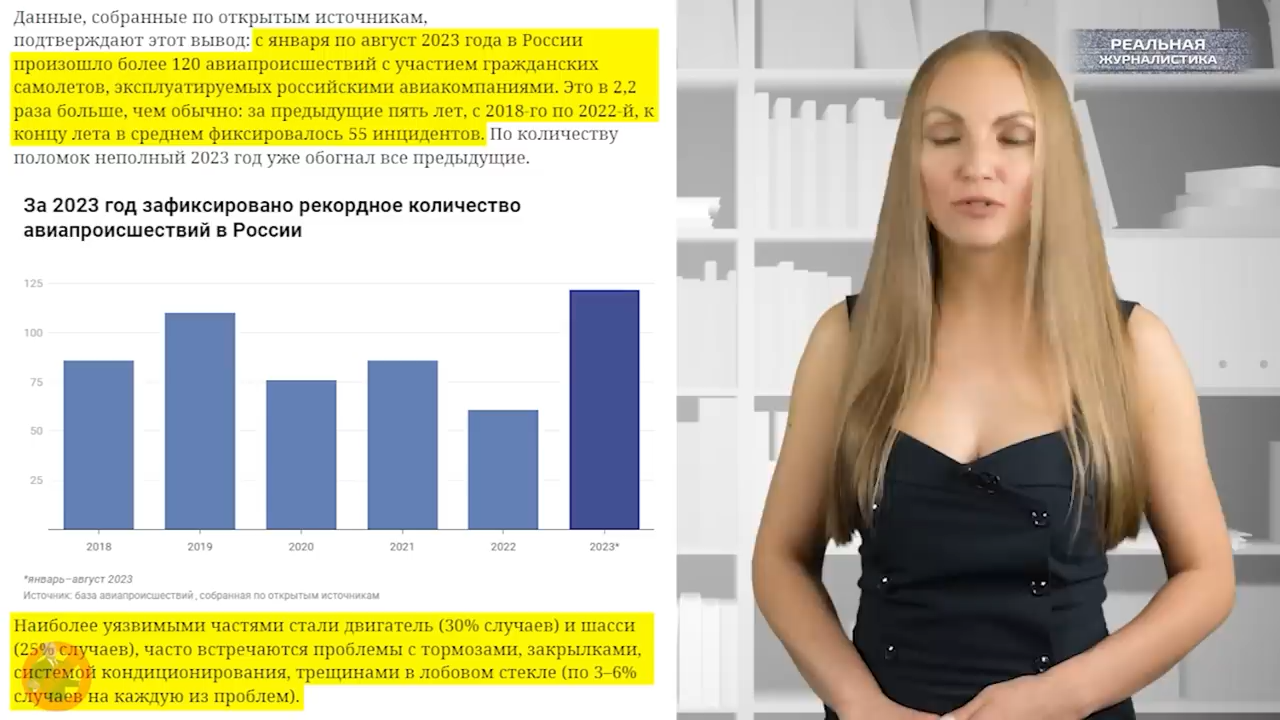 Данные, собранные по открытым источникам,
подтверждают этот вывод: с января по август 2023 года в России
произошло более 120 авиапроисшествий с участием гражданских
самолетов, эксплуатируемых российскими авиакомпаниями. Это в 2,2
раза больше, чем обычно: за предыдущие пять лет, с 2018-го по 2022-й, к
концу лета в среднем фиксировалось 55 инцидентов. По количеству
поломок неполный 2023 год уже обогнал все предыдущие.
За 2023 год зафиксировано рекордное количество
авиапроисшествий в России
125
100
75
50
25
2018
2019
2020
2021
2022
2023*
*январь–август 2023
Источник: база авиапроисшествий, собранная по открытым источникам
Наиболее уязвимыми частями стали двигатель (30% случаев) и шасси
(25% случаев), часто встречаются проблемы с тормозами, закрылками,
системой кондиционирования, трещинами в лобовом стекле (по 3–6%
случаев на каждую из проблем).
РЕАЛЬНАЯ
ЖУРНАЛИСТИКА